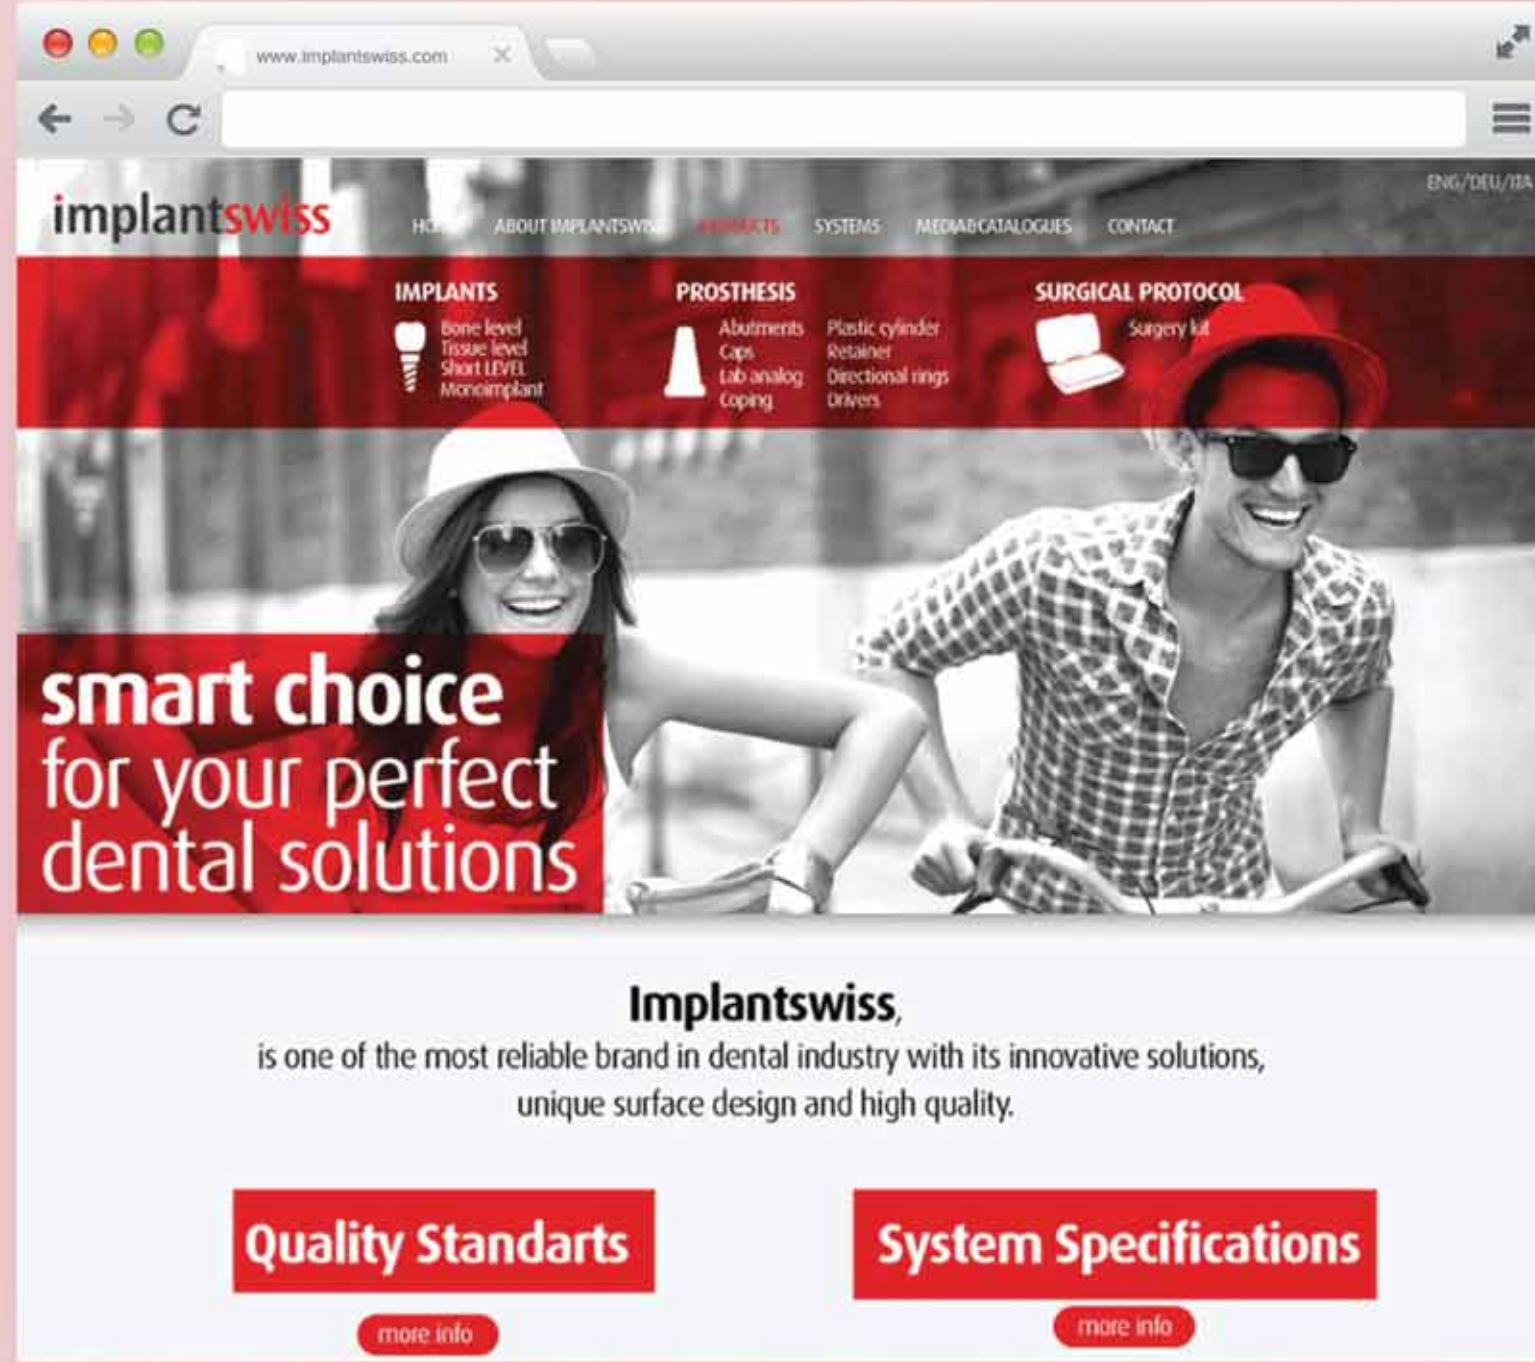 www.implantswiss.com
ENG/DEU/ITA
implantswiss
ABOUT IMPLANTSWISS PRODUCTS SYSTEMS MEDIA&CATALOGUES CONTACT
IMPLANTS
Bone level
Tissue level
Short LEVEL
Monoimplant
PROSTHESIS
Abutments
Caps
Lab analog
Coping
Plastic cylinder
Retainer
Directional rings
Drivers
SURGICAL PROTOCOL
Surgery kit
smart choice
for your perfect
dental solutions
Implantswiss,
is one of the most reliable brand in dental industry with its innovative solutions,
unique surface design and high quality.
Quality Standarts
more info
System Specifications
more info